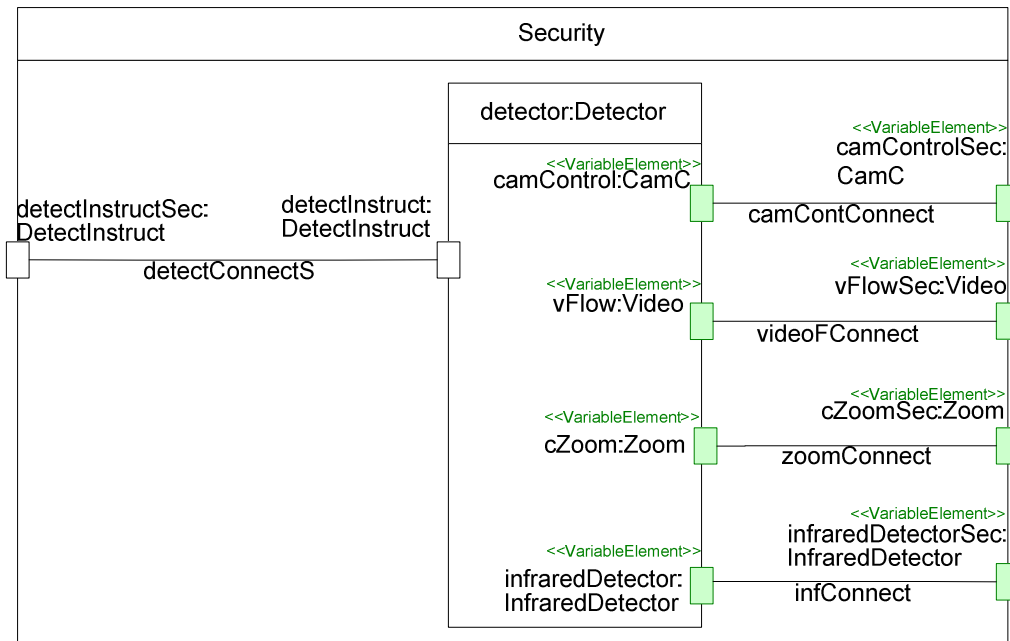 Security
detector:Detector
<<VariableElement>>
camControl:CamC
<<VariableElement>>
camControlSec:
CamC
camContConnect
detectInstructSec:
DetectInstruct
detectInstruct:
DetectInstruct
detectConnectS
<<VariableElement>>
vFlow:Video
<<VariableElement>>
vFlowSec:Video
videoFConnect
<<VariableElement>>
cZoom:Zoom
<<VariableElement>>
cZoomSec:Zoom
zoomConnect
<<VariableElement>>
infraredDetector:
InfraredDetector
<<VariableElement>>
infraredDetectorSec:
InfraredDetector
infConnect